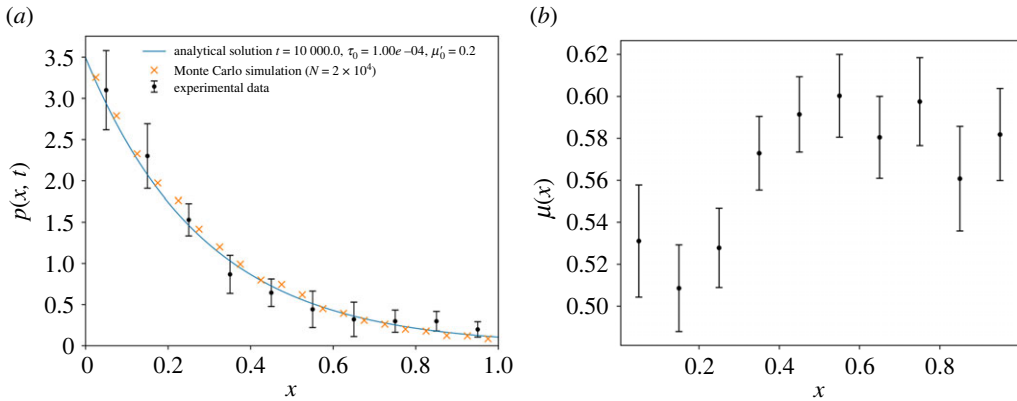 (a)
3.5
3.0
2.5
2.0
1.5
1.0
0.5
0
p(x, t)
analytical solution t = 10 000.0, τ₀ = 1.00e –04, μ′₀ = 0.2
Monte Carlo simulation (N = 2 × 10⁴)
experimental data
0 0.2 0.4 0.6 0.8 1.0
x
(b)
0.62
0.60
0.58
0.56
0.54
0.52
0.50
μ(x)
0.2 0.4 0.6 0.8
x